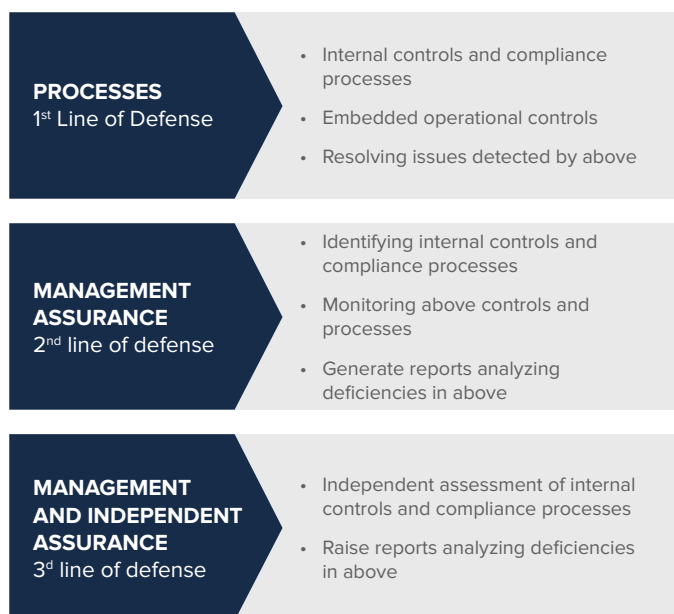 PROCESSES
1st Line of Defense
• Internal controls and compliance
processes
• Embedded operational controls
• Resolving issues detected by above
MANAGEMENT
ASSURANCE
2nd line of defense
• Identifying internal controls and
compliance processes
• Monitoring above controls and
processes
• Generate reports analyzing
deficiencies in above
MANAGEMENT
AND INDEPENDENT
ASSURANCE
3d line of defense
• Independent assessment of internal
controls and compliance processes
• Raise reports analyzing deficiencies
in above